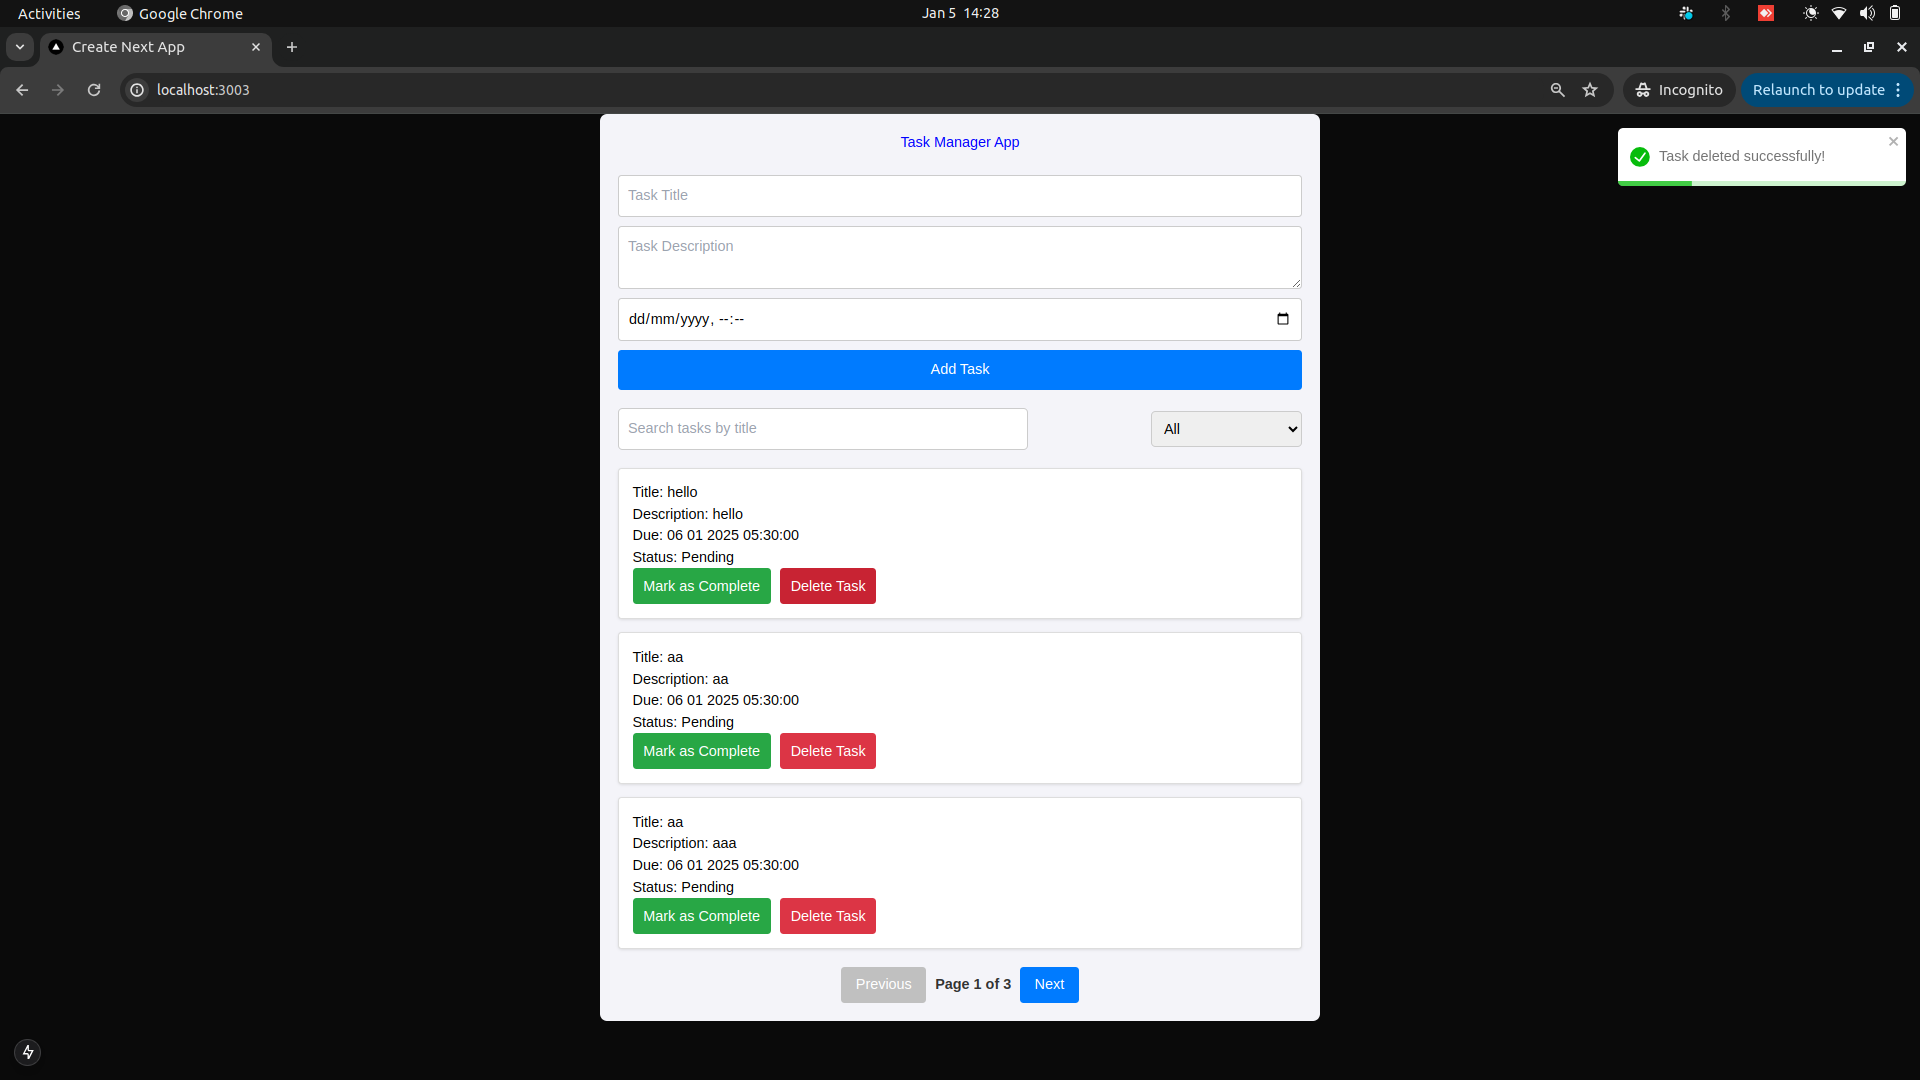 Activities
Google Chrome
Jan 5 14:28
Create Next App
localhost:3003
Incognito
Relaunch to update
Task Manager App
Task deleted successfully!
Task Title
Task Description
dd/mm/yyyy, --:--
Add Task
Search tasks by title
All
Title: hello
Description: hello
Due: 06 01 2025 05:30:00
Status: Pending
Mark as Complete
Delete Task
Title: aa
Description: aa
Due: 06 01 2025 05:30:00
Status: Pending
Mark as Complete
Delete Task
Title: aa
Description: aaa
Due: 06 01 2025 05:30:00
Status: Pending
Mark as Complete
Delete Task
Previous
Page 1 of 3
Next